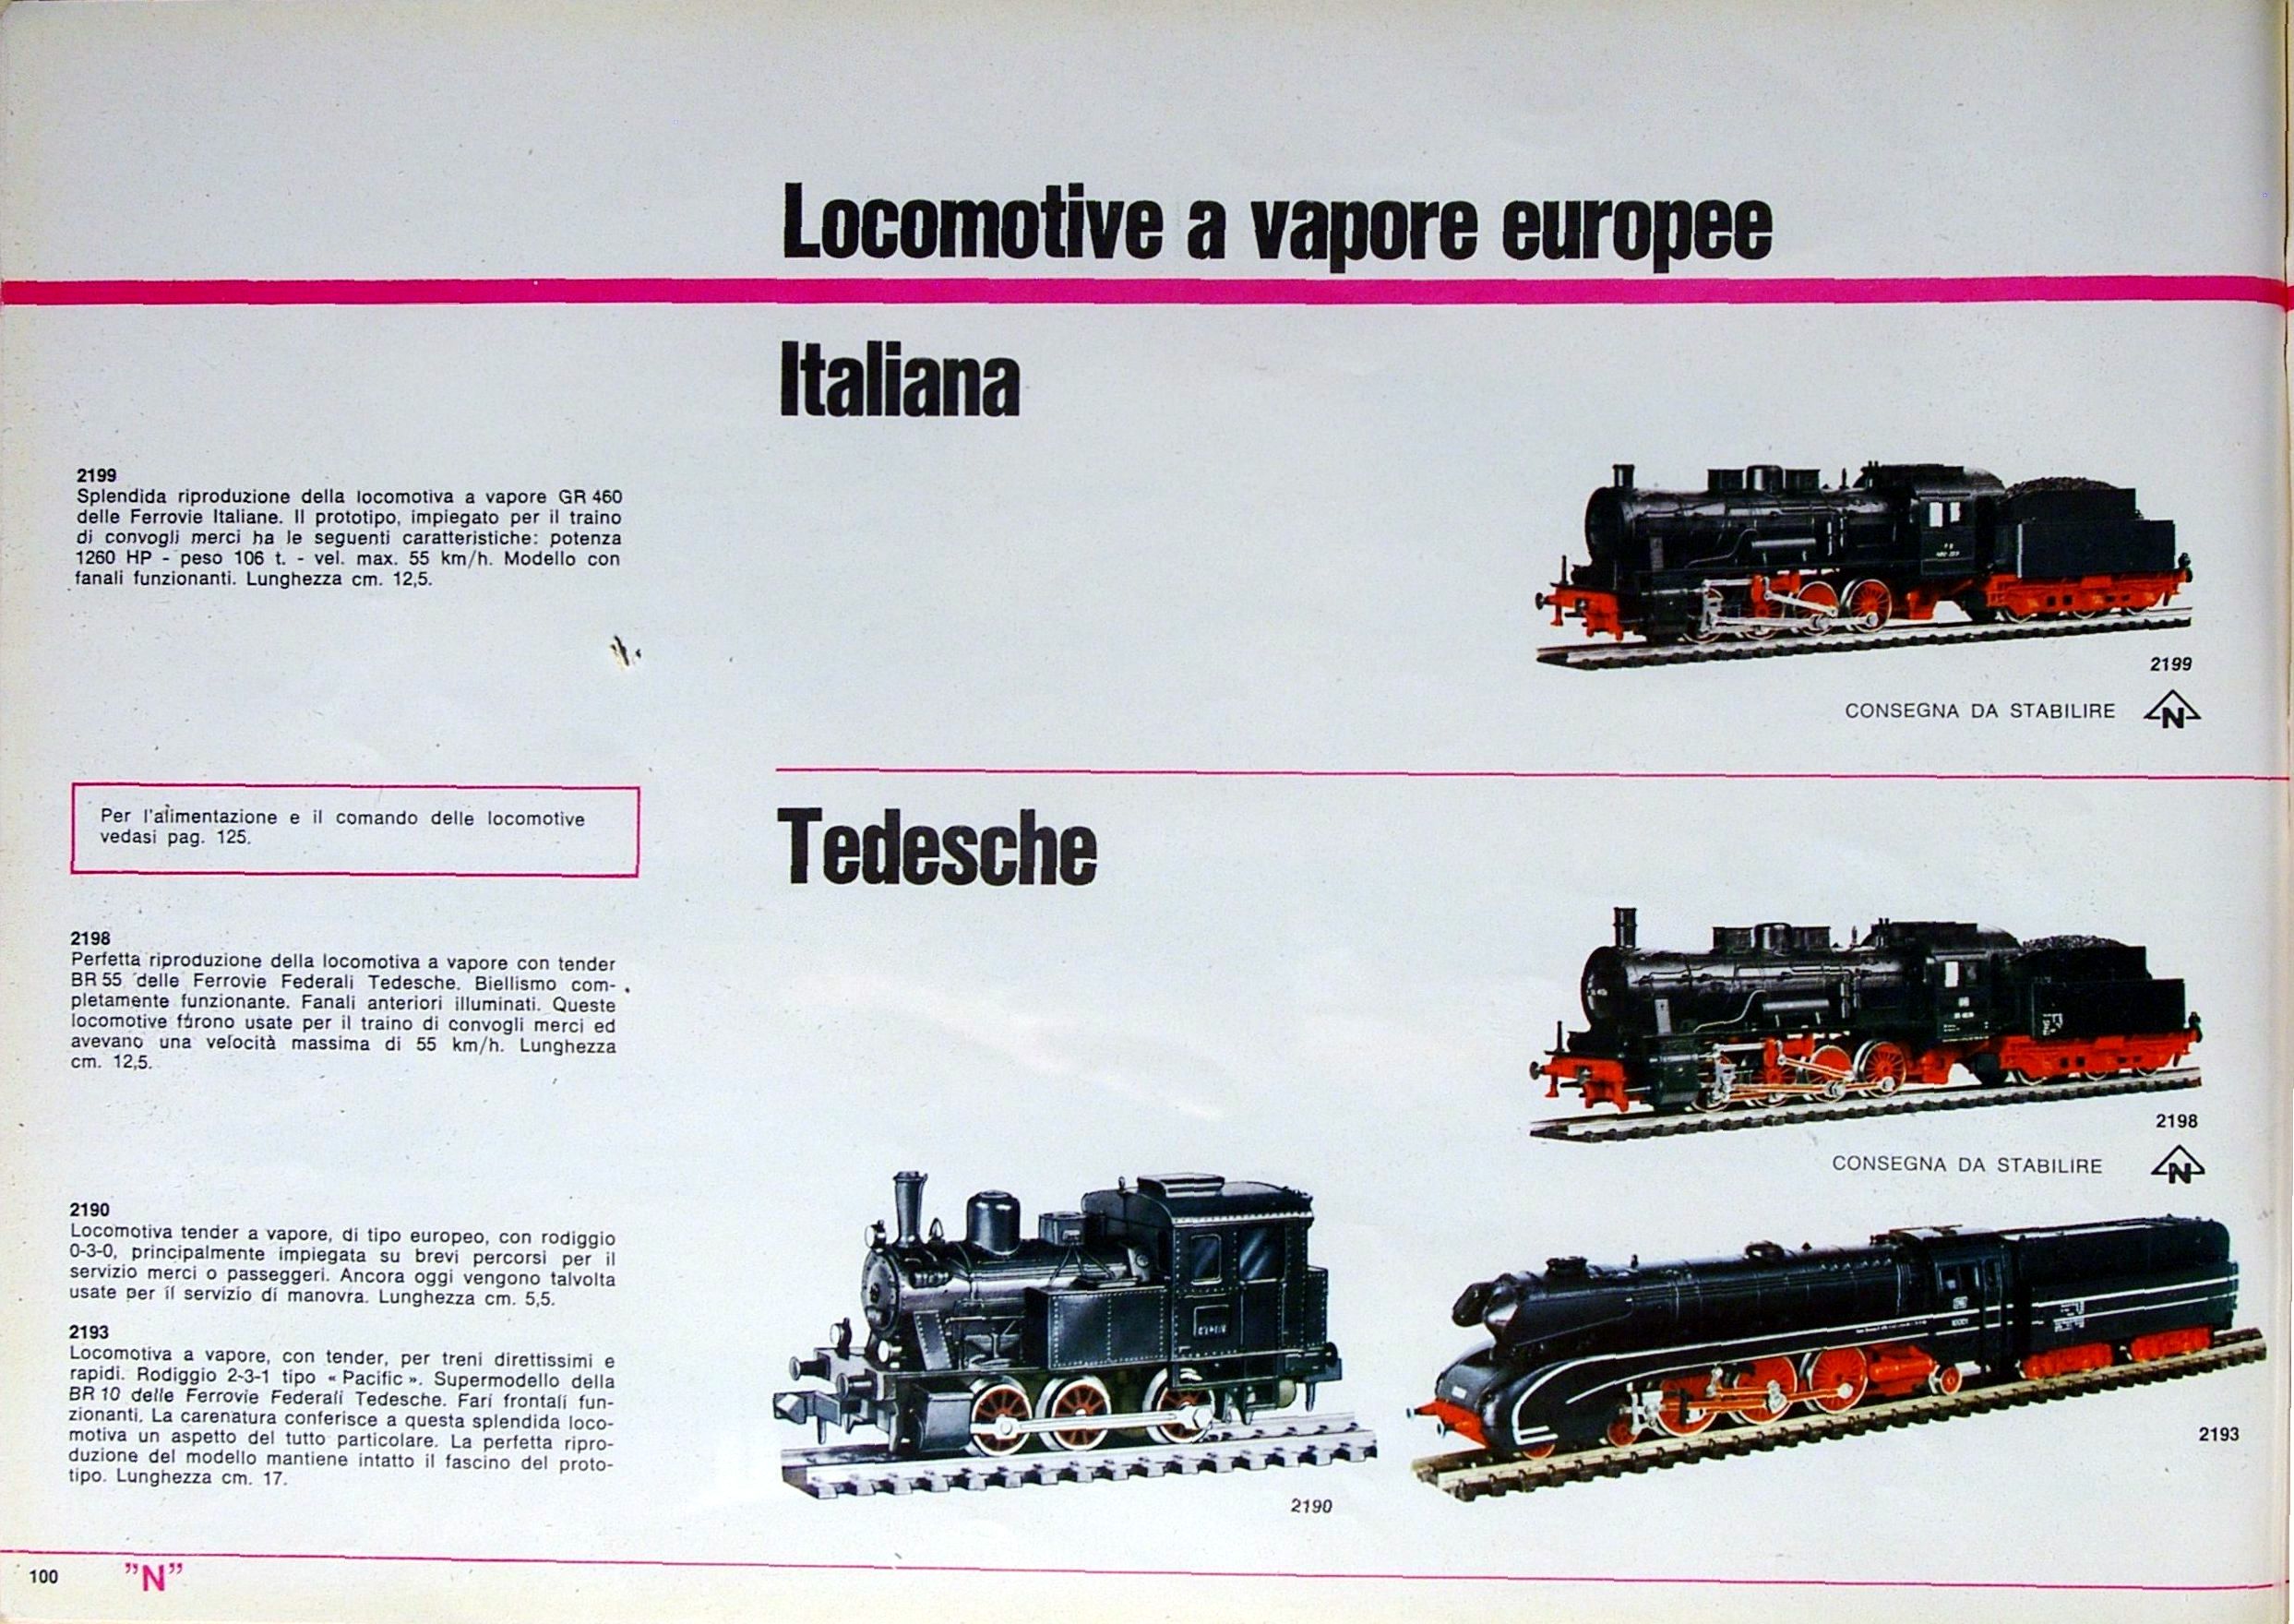 Locomotive a vapore europee
Italiana
2199
Splendida riproduzione della locomotiva a vapore GR 460
delle Ferrovie Italiane. Il prototipo, impiegato per il traino
di convogli merci ha le seguenti caratteristiche: potenza
1260 HP - peso 106 t. - vel. max. 55 km/h. Modello con
fanali funzionanti. Lunghezza cm. 12,5.
2199
CONSEGNA DA STABILIRE N
Per l'alimentazione e il comando delle locomotive
vedasi pag. 125.
Tedesche
2198
Perfetta riproduzione della locomotiva a vapore con tender
BR 55 delle Ferrovie Federali Tedesche. Biellismo com-
pletamente funzionante. Fanali anteriori illuminati. Queste
locomotive furono usate per il traino di convogli merci ed
avevano una velocità massima di 55 km/h. Lunghezza
cm. 12,5.
2198
CONSEGNA DA STABILIRE N
2190
Locomotiva tender a vapore, di tipo europeo, con rodiggio
0-3-0, principalmente impiegata su brevi percorsi per il
servizio merci o passeggeri. Ancora oggi vengono talvolta
usate per il servizio di manovra. Lunghezza cm. 5,5.
2193
Locomotiva a vapore, con tender, per treni direttissimi e
rapidi. Rodiggio 2-3-1 tipo « Pacific ». Supermodello della
BR 10 delle Ferrovie Federali Tedesche. Fari frontali fun-
zionanti. La carenatura conferisce a questa splendida loco-
motiva un aspetto del tutto particolare. La perfetta ripro-
duzione del modello mantiene intatto il fascino del proto-
tipo. Lunghezza cm. 17.
2193
2190
100 ”N”